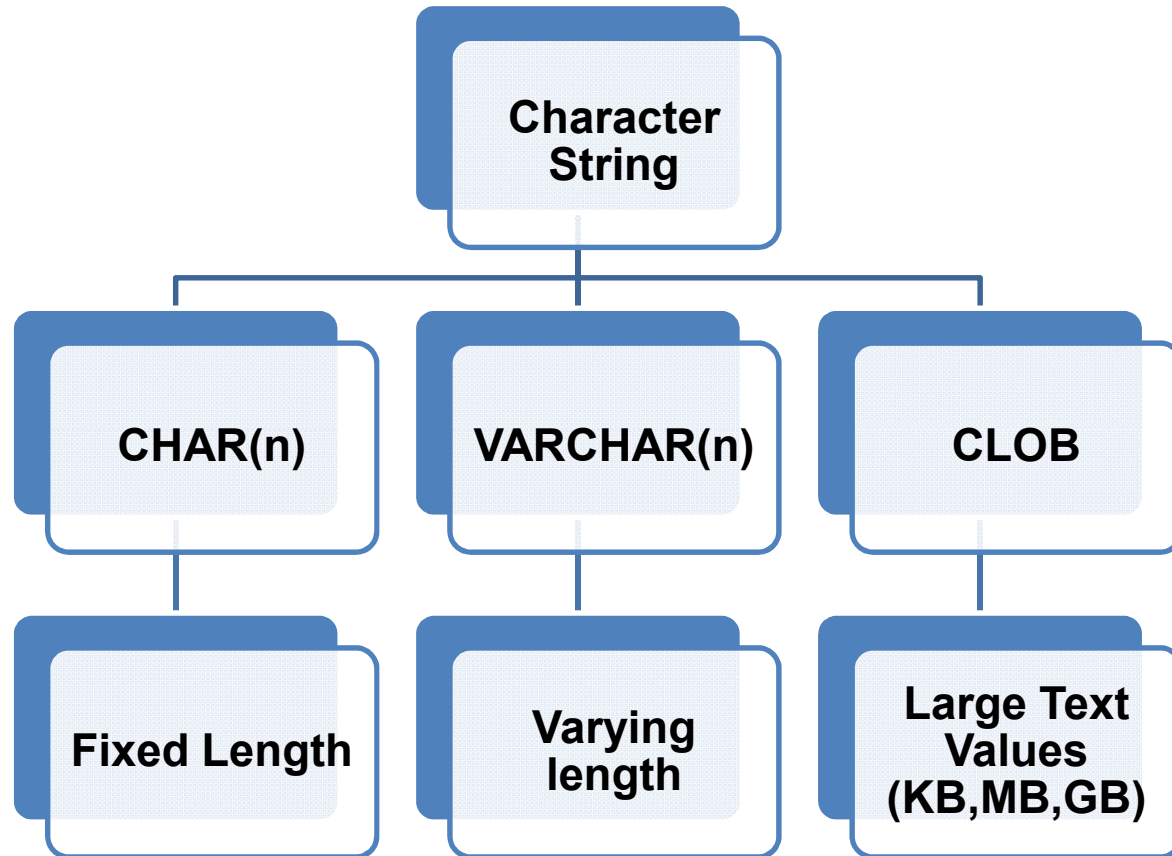 Character
String
CHAR(n)
VARCHAR(n)
CLOB
Fixed Length
Varying
length
Large Text
Values
(KB,MB,GB)